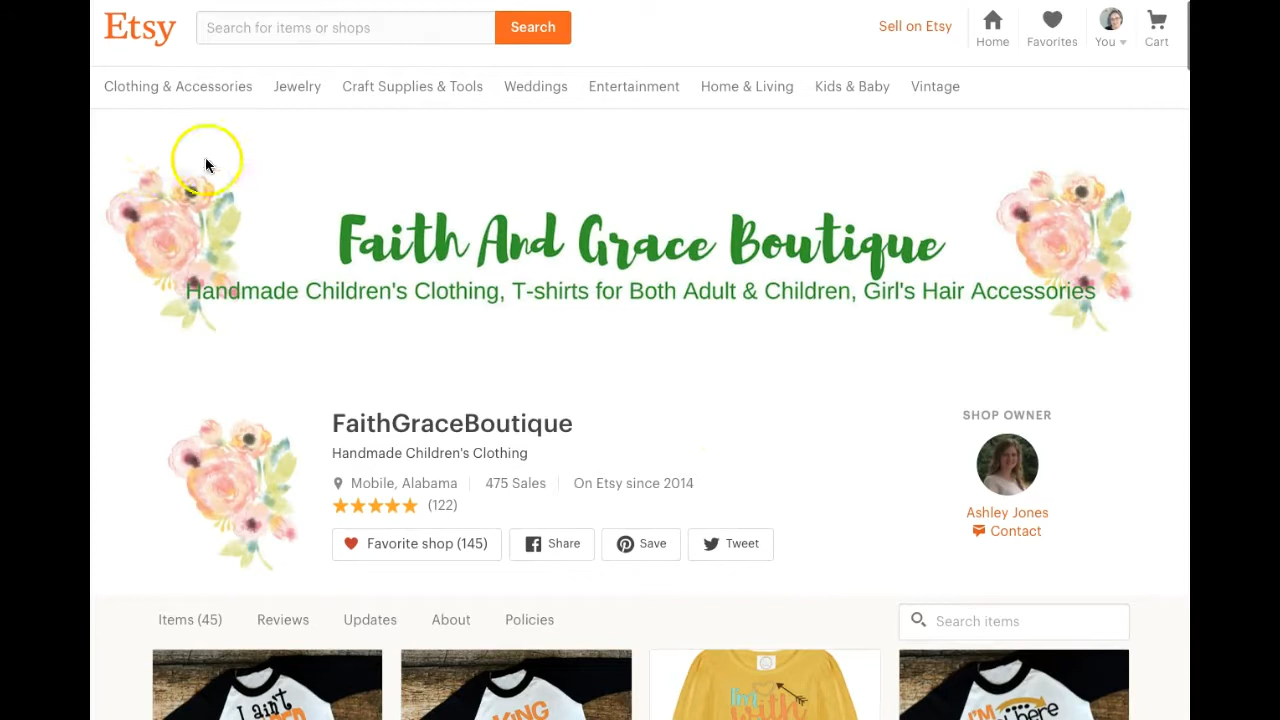 Etsy
Search for items or shops
Search
Sell on Etsy
Home
Favorites
You
Cart
Clothing & Accessories
Jewelry
Craft Supplies & Tools
Weddings
Entertainment
Home & Living
Kids & Baby
Vintage
Faith And Grace Boutique
Handmade Children's Clothing, T-shirts for Both Adult & Children, Girl's Hair Accessories
FaithGraceBoutique
Handmade Children's Clothing
Mobile, Alabama
475 Sales
On Etsy since 2014
(122)
Favorite shop (145)
Share
Save
Tweet
SHOP OWNER
Ashley Jones
Contact
Items (45)
Reviews
Updates
About
Policies
Search items
I ain't
I'm
with
I'M